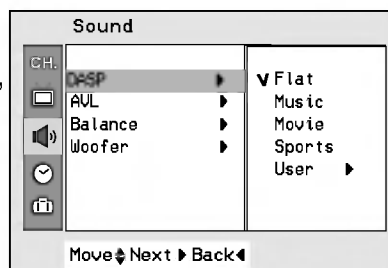 Sound
CH.
DASP
AVL
Balance
Woofer
Flat
Music
Movie
Sports
User
Move Next Back